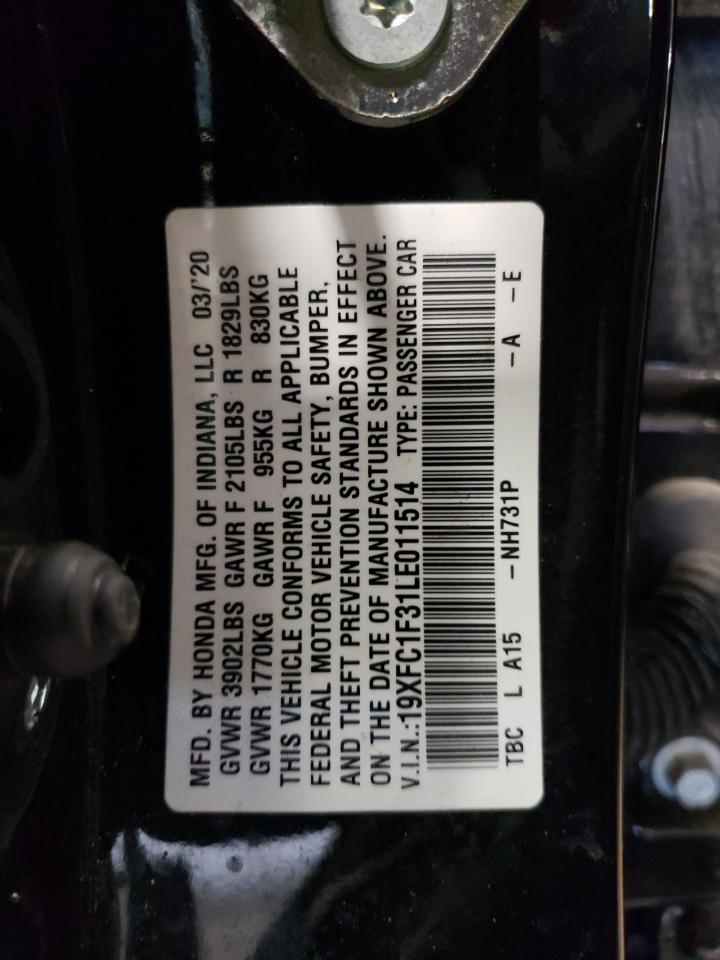 MFD. BY HONDA MFG. OF INDIANA, LLC 03/'20
GVWR 3902LBS GAWR F 2105LBS R 1829LBS
GVWR 1770KG GAWR F 955KG R 830KG
THIS VEHICLE CONFORMS TO ALL APPLICABLE
FEDERAL MOTOR VEHICLE SAFETY, BUMPER,
AND THEFT PREVENTION STANDARDS IN EFFECT
ON THE DATE OF MANUFACTURE SHOWN ABOVE.
V.I.N.:19XFC1F31LE011514 TYPE: PASSENGER CAR
TBC L A15 –NH731P –A –E